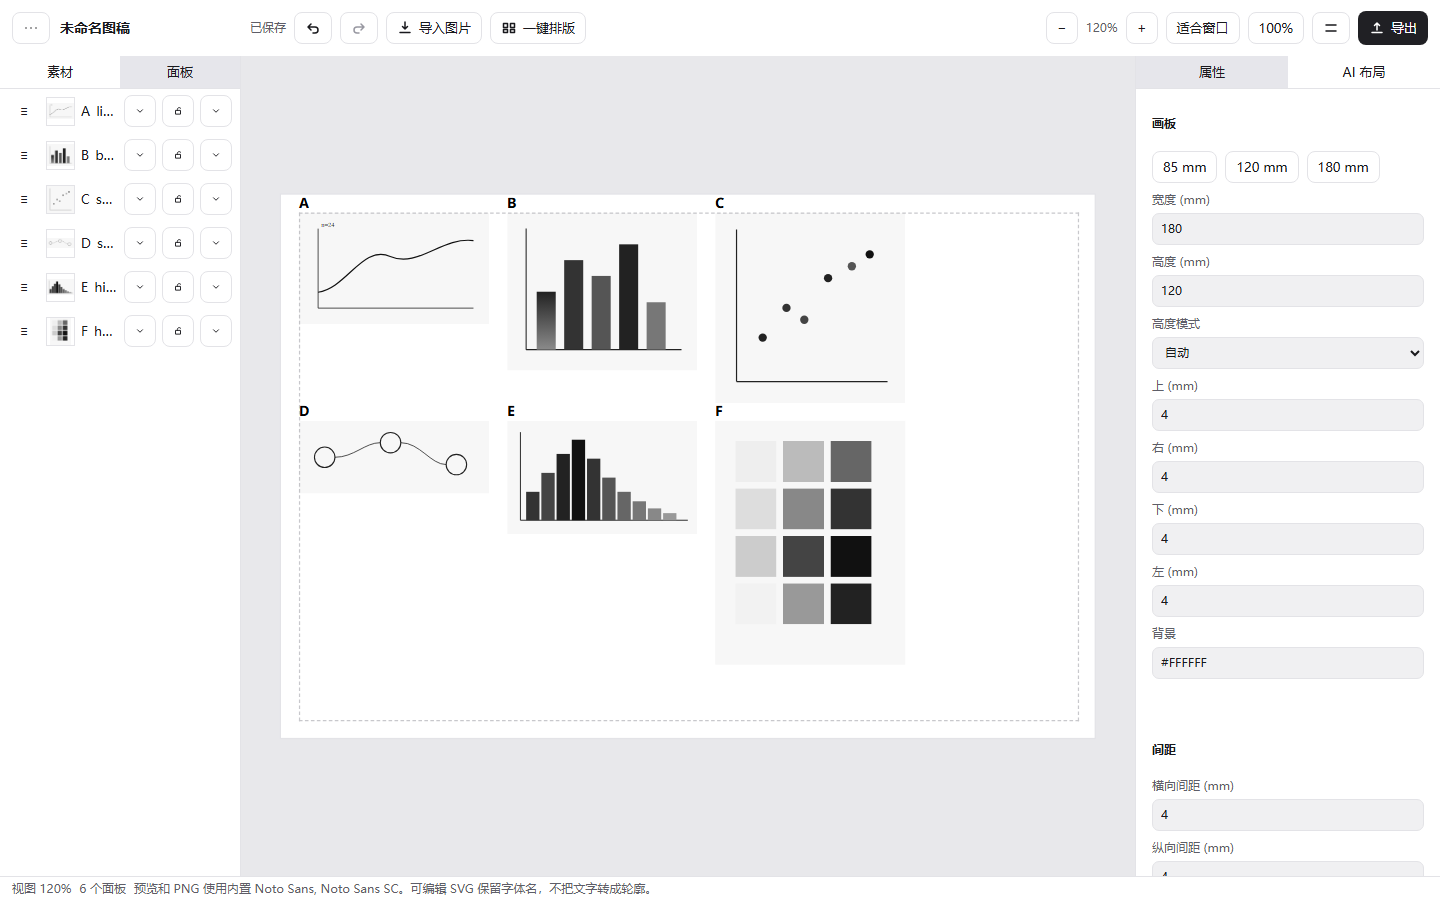 ··· 未命名图稿 已保存 导入图片 一键排版 − 120% + 适合窗口 100% 导出
素材 面板
A li...
B b...
C s...
D s...
E hi...
F h...
A B C
n=24
D E F
属性 AI 布局
画板
85 mm 120 mm 180 mm
宽度 (mm)
180
高度 (mm)
120
高度模式
自动
上 (mm)
4
右 (mm)
4
下 (mm)
4
左 (mm)
4
背景
#FFFFFF
间距
横向间距 (mm)
4
纵向间距 (mm)
4
视图 120% 6 个面板 预览和 PNG 使用内置 Noto Sans, Noto Sans SC。可编辑 SVG 保留字体名，不把文字转成轮廓。